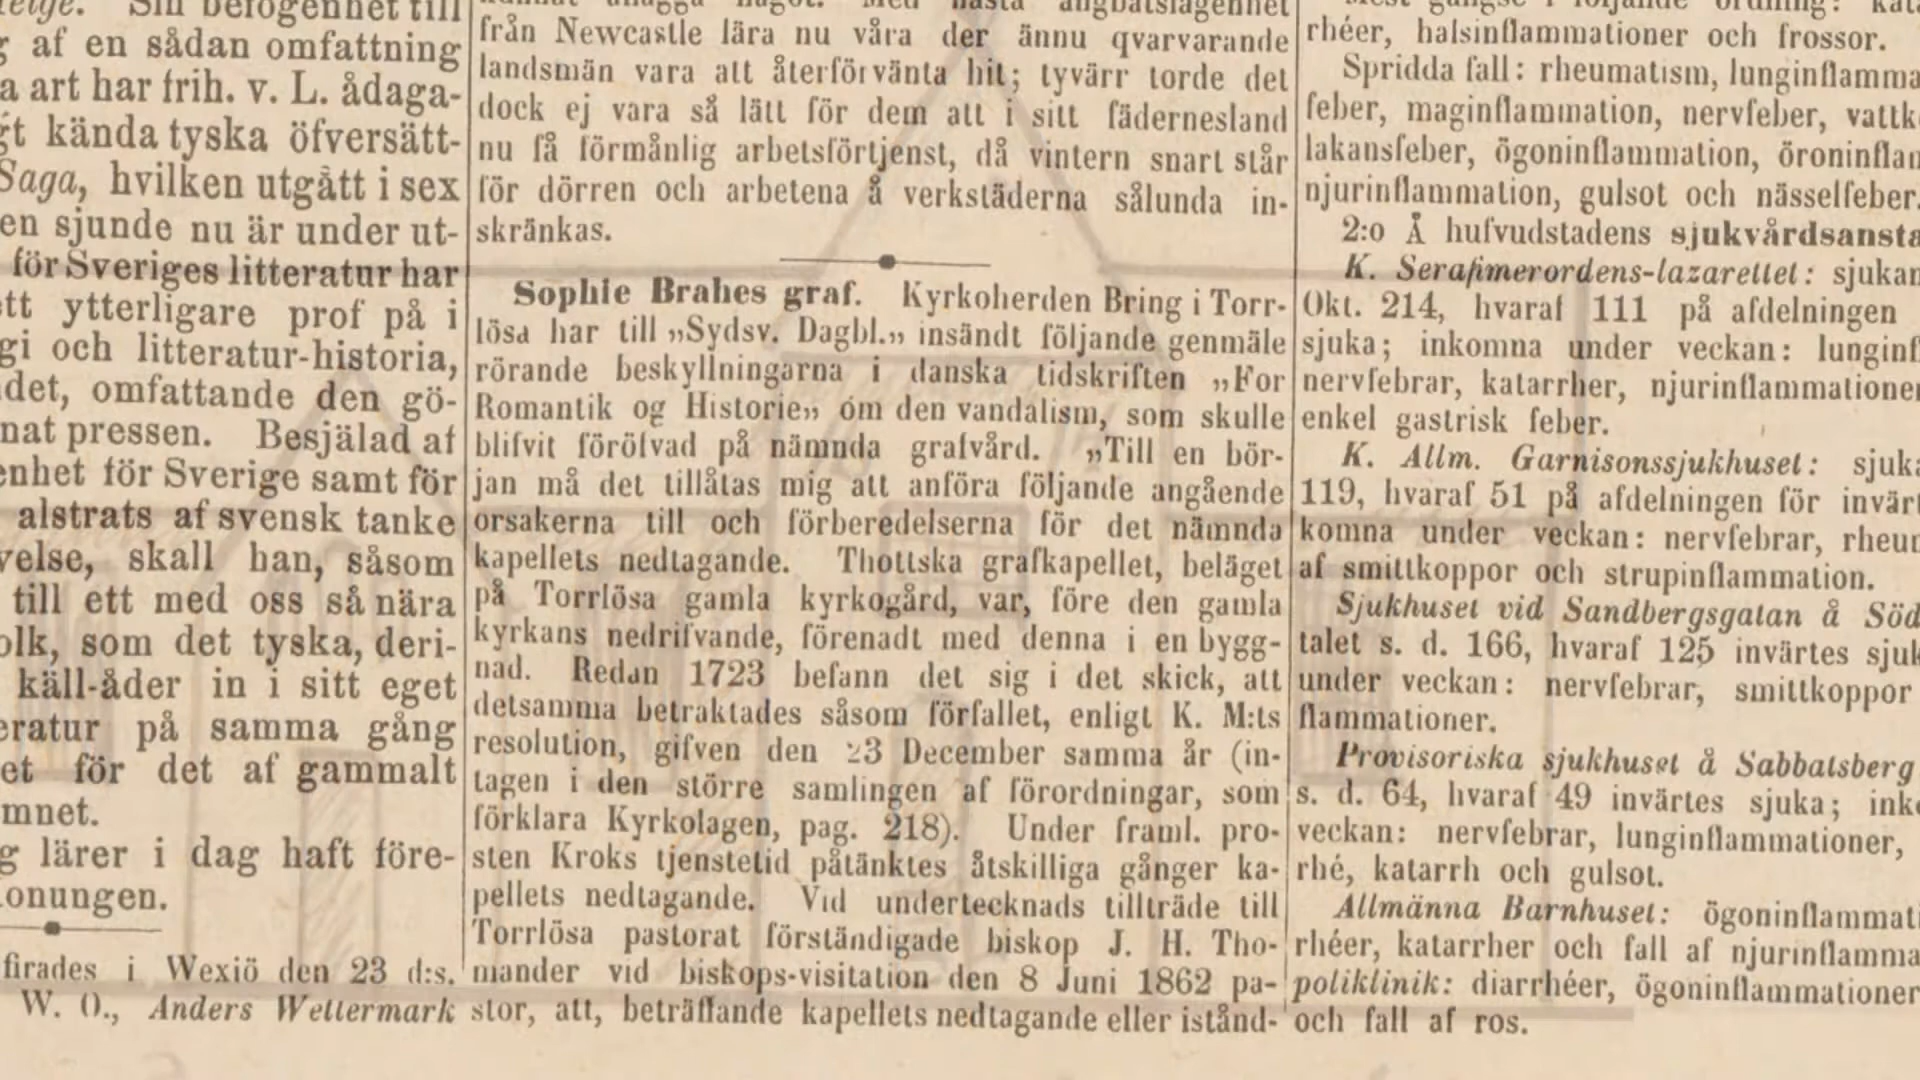 Sin befogenhet till
af en sådan omfattning
a art har frih. v. L. ådaga-
gt kända tyska öfversätt-
Saga, hvilken utgått i sex
en sjunde nu är under ut-
för Sveriges litteratur har
tt ytterligare prof på i
gi och litteratur-historia,
det, omfattande den gö-
nat pressen. Besjälad af
enhet för Sverige samt för
alstrats af svensk tanke
velse, skall han, såsom
till ett med oss så nära
olk, som det tyska, deri-
käll-åder in i sitt eget
eratur på samma gång
et för det af gammalt
mnet.
g lärer i dag haft före-
onungen.
firades i Wexiö den 23 d:s.
W. O., Anders Wettermark
från Newcastle lära nu våra der ännu qvarvarande
landsmän vara att återförvänta hit; tyvärr torde det
dock ej vara så lätt för dem att i sitt fädernesland
nu få förmånlig arbetsförtjenst, då vintern snart står
för dörren och arbetena å verkstäderna sålunda in-
skränkas.
Sophie Brahes graf. Kyrkoherden Bring i Torr-
lösa har till „Sydsv. Dagbl.„ insändt följande genmäle
rörande beskyllningarna i danska tidskriften „For
Romantik og Historie„ om den vandalism, som skulle
blifvit föröfvad på nämnda grafvård. „Till en bör-
jan må det tillåtas mig att anföra följande angående
orsakerna till och förberedelserna för det nämnda
kapellets nedtagande. Thottska grafkapellet, beläget
på Torrlösa gamla kyrkogård, var, före den gamla
kyrkans nedrifvande, förenadt med denna i en bygg-
nad. Redan 1723 befann det sig i det skick, att
detsamma betraktades såsom förfallet, enligt K. M:ts
resolution, gifven den 23 December samma år (in-
tagen i den större samlingen af förordningar, som
förklara Kyrkolagen, pag. 218). Under framl. pro-
sten Kroks tjenstetid påtänktes åtskilliga gånger ka-
pellets nedtagande. Vid undertecknads tillträde till
Torrlösa pastorat förständigade biskop J. H. Tho-
mander vid biskops-visitation den 8 Juni 1862 pa-
stor, att, beträffande kapellets nedtagande eller istånd-
rhéer, halsinflammationer och frossor.
Spridda fall: rheumatism, lunginflamma
feber, maginflammation, nervfeber, vattk
lakansfeber, ögoninflammation, öroninflam
njurinflammation, gulsot och nässelfeber.
2:o Å hufvudstadens sjukvårdsansta
K. Serafimerordens-lazarettet: sjukan
Okt. 214, hvaraf 111 på afdelningen
sjuka; inkomna under veckan: lunginf
nervfebrar, katarrher, njurinflammationer
enkel gastrisk feber.
K. Allm. Garnisonssjukhuset: sjuka
119, hvaraf 51 på afdelningen för invärt
komna under veckan: nervfebrar, rheum
af smittkoppor och strupinflammation.
Sjukhuset vid Sandbergsgatan å Söd
talet s. d. 166, hvaraf 125 invärtes sjuk
under veckan: nervfebrar, smittkoppor
flammationer.
Provisoriska sjukhuset å Sabbatsberg
s. d. 64, hvaraf 49 invärtes sjuka; inko
veckan: nervfebrar, lunginflammationer,
rhé, katarrh och gulsot.
Allmänna Barnhuset: ögoninflammati
rhéer, katarrher och fall af njurinflamma
poliklinik: diarrhéer, ögoninflammationer
och fall af ros.